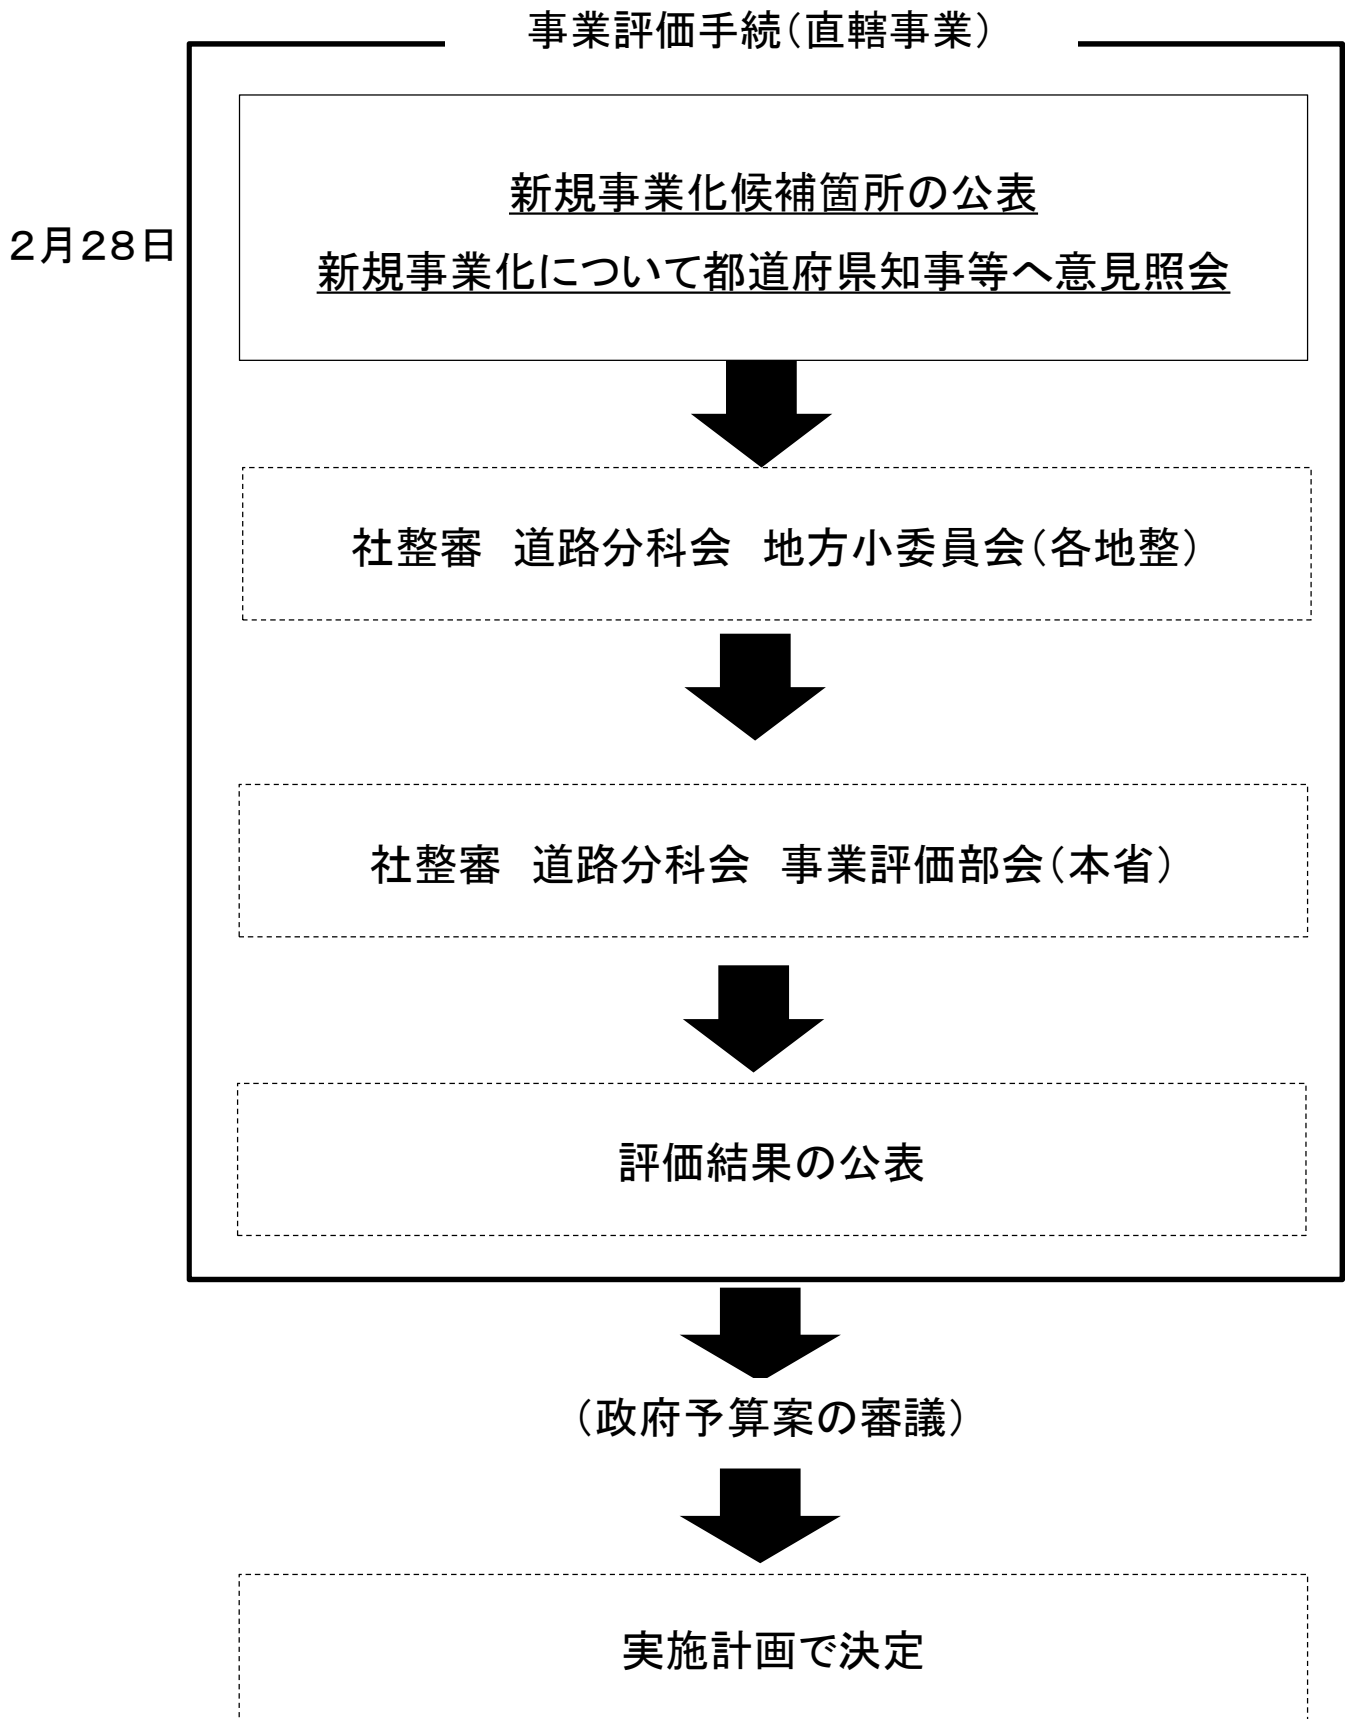 事業評価手続(直轄事業)
新規事業化候補箇所の公表
2月28日
新規事業化について都道府県知事等へ意見照会
社整審　道路分科会　地方小委員会(各地整)
社整審　道路分科会　事業評価部会(本省)
評価結果の公表
(政府予算案の審議)
実施計画で決定